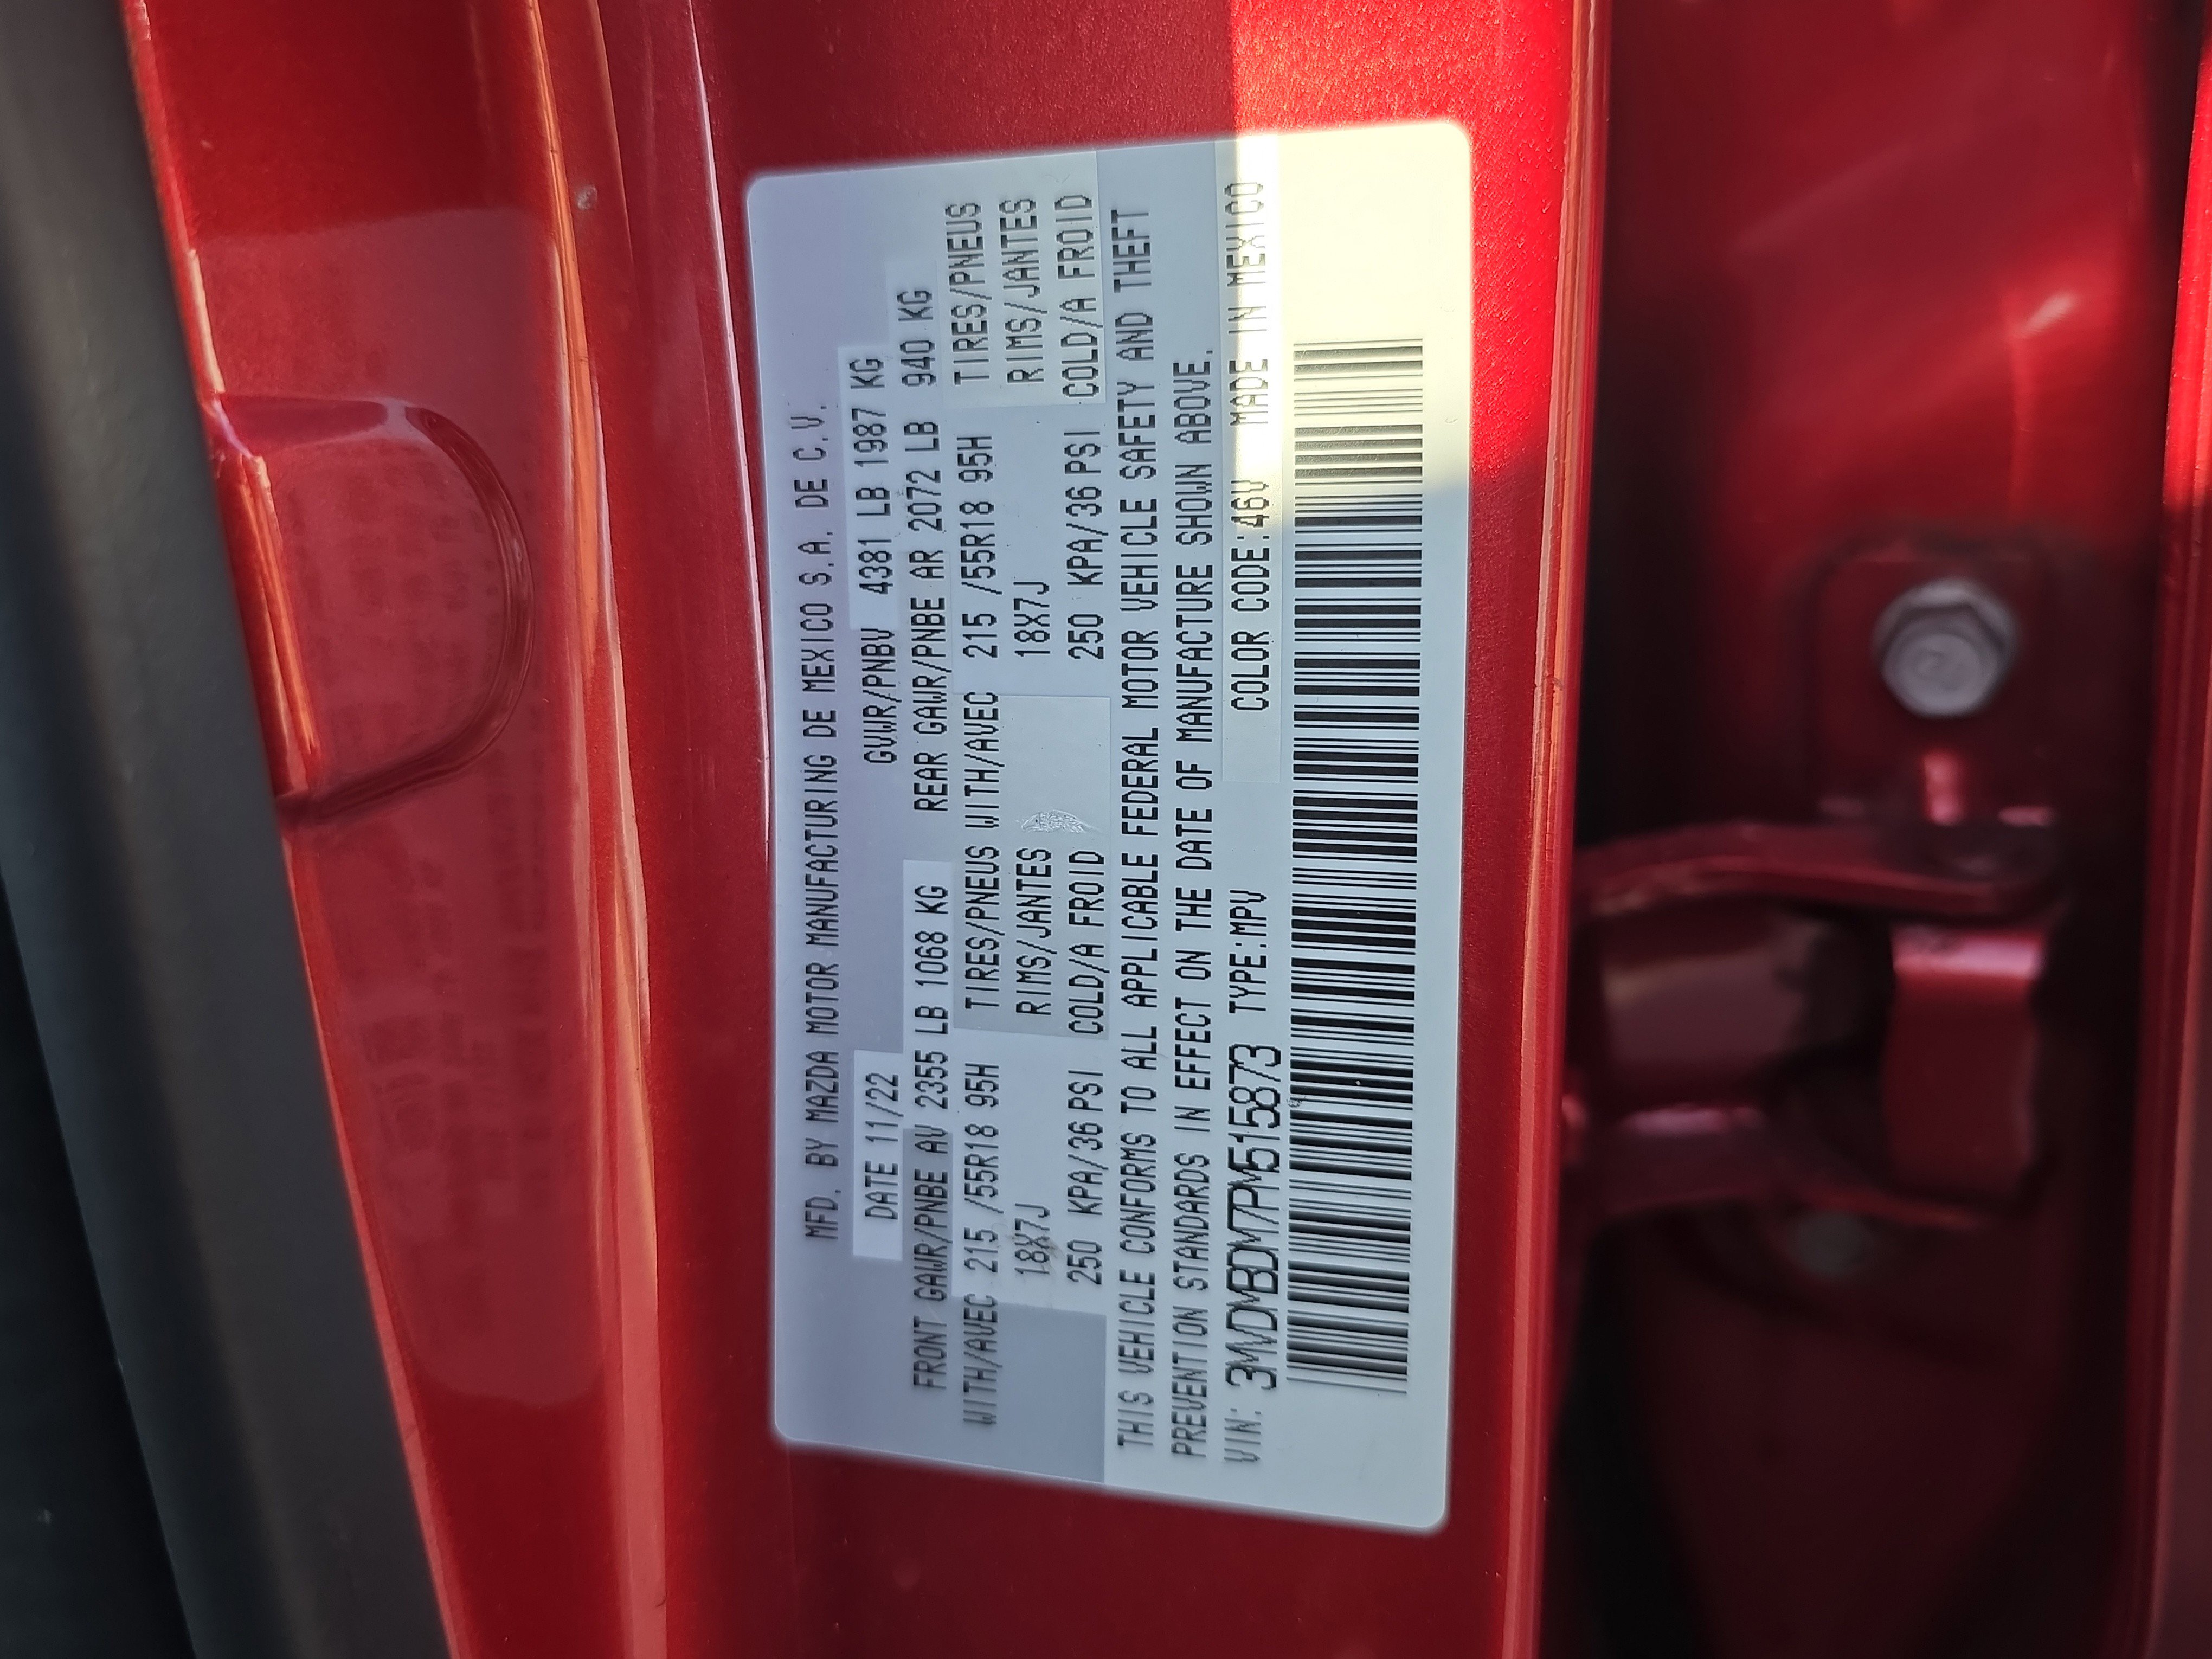 MFD. BY MAZDA MOTOR MANUFACTURING DE MEXICO S.A. DE C.V.
DATE 11/22 GVWR/PNBV 4381 LB 1987 KG
FRONT GAWR/PNBE AV 2355 LB 1068 KG REAR GAWR/PNBE AR 2072 LB 940 KG
WITH/AVEC 215 /55R18 95H TIRES/PNEUS WITH/AVEC 215 /55R18 95H TIRES/PNEUS
18X7J RIMS/JANTES 18X7J RIMS/JANTES
250 KPA/36 PSI COLD/A FROID 250 KPA/36 PSI COLD/A FROID
THIS VEHICLE CONFORMS TO ALL APPLICABLE FEDERAL MOTOR VEHICLE SAFETY AND THEFT
PREVENTION STANDARDS IN EFFECT ON THE DATE OF MANUFACTURE SHOWN ABOVE.
VIN: 3MVDMBDM7PM515873 TYPE:MPV COLOR CODE:46V MADE IN MEXICO